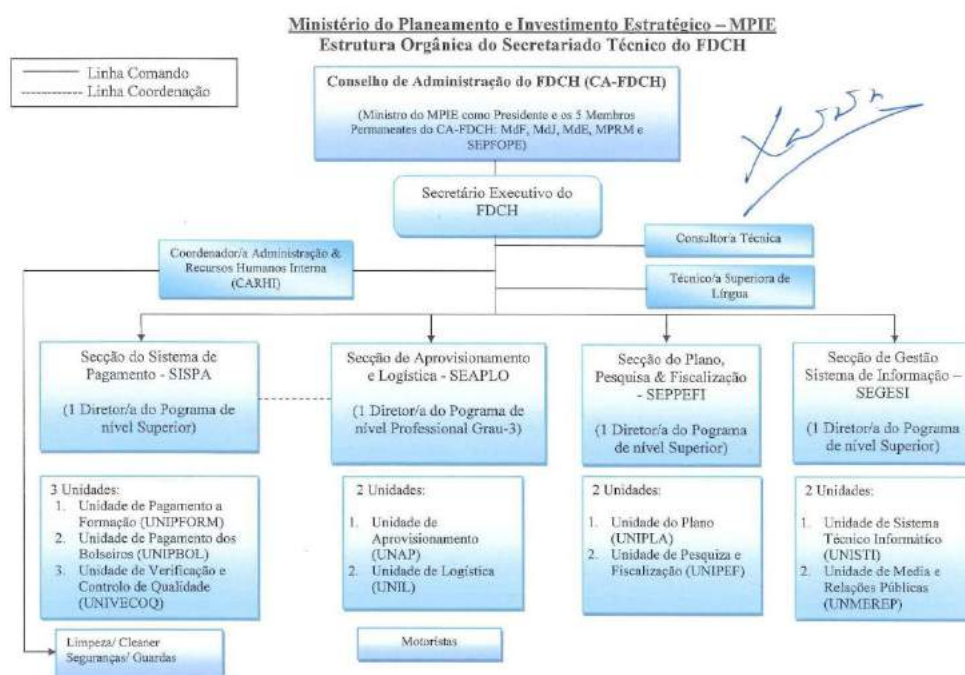 Ministério do Planeamento e Investimento Estratégico – MPIE
Estrutura Orgânica do Secretariado Técnico do FDCH
Linha Comando
Linha Coordenação
Conselho de Administração do FDCH (CA-FDCH)
(Ministro do MPIE como Presidente e os 5 Membros
Permanentes do CA-FDCH: MdF, MdJ, MdE, MPRM e
SEPFOPE)
Secretário Executivo do
FDCH
Coordenador/a Administração &
Recursos Humanos Interna
(CARHI)
Consultor/a Técnica
Técnico/a Superiora de
Língua
Secção do Sistema de
Pagamento - SISPA
(1 Diretor/a do Pograma de
nível Superior)
Secção de Aprovisionamento
e Logística - SEAPLO
(1 Diretor/a do Pograma de
nível Professional Grau-3)
Secção do Plano,
Pesquisa & Fiscalização
- SEPPEFI
(1 Diretor/a do Pograma
de nível Superior)
Secção de Gestão
Sistema de Informação –
SEGESI
(1 Diretor/a do Pograma
de nível Superior)
3 Unidades:
1. Unidade de Pagamento a
Formação (UNIPFORM)
2. Unidade de Pagamento dos
Bolseiros (UNIPBOL)
3. Unidade de Verificação e
Controlo de Qualidade
(UNIVECOQ)
2 Unidades:
1. Unidade de
Aprovisionamento
(UNAP)
2. Unidade de Logística
(UNIL)
2 Unidades:
1. Unidade do Plano
(UNIPLA)
2. Unidade de Pesquiza e
Fiscalização (UNIPEF)
2 Unidades:
1. Unidade de Sistema
Técnico Informático
(UNISTI)
2. Unidade de Media e
Relações Públicas
(UNMEREP)
Limpeza/ Cleaner
Seguranças/ Guardas
Motoristas